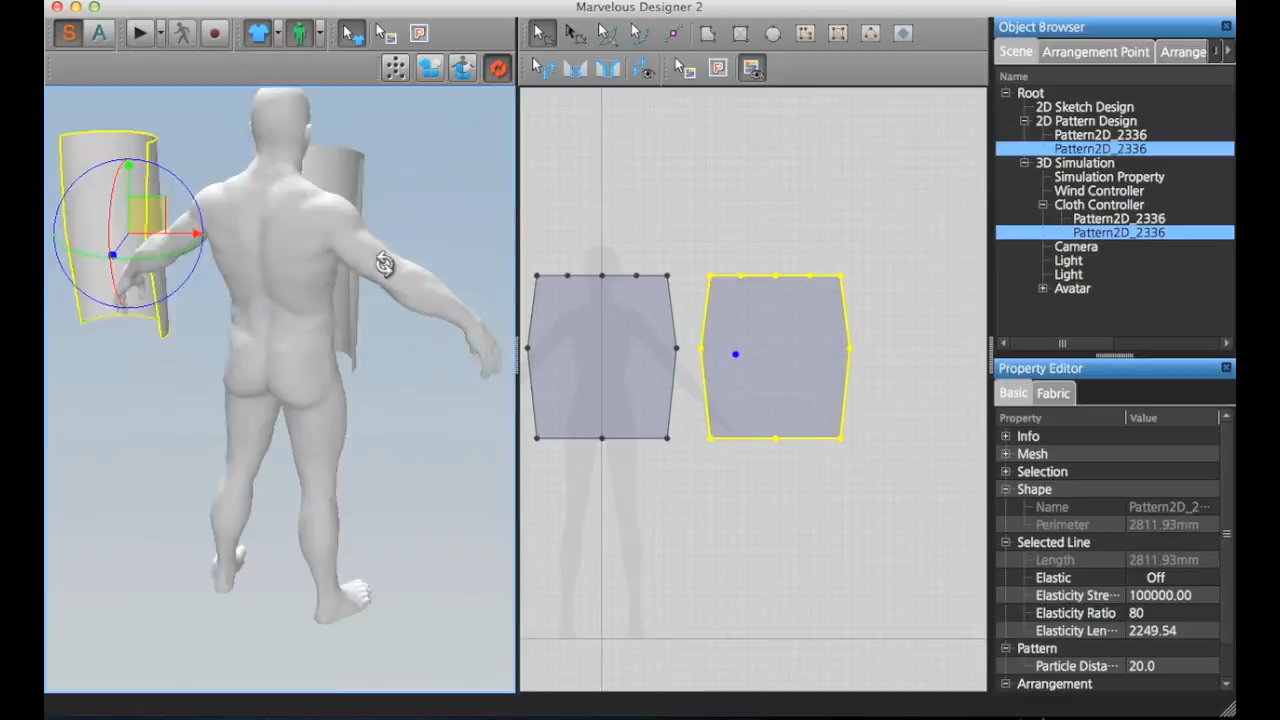 Marvelous Designer 2
S A
P
P
Object Browser
Scene Arrangement Point Arrange
Name
Root
2D Sketch Design
2D Pattern Design
Pattern2D_2336
Pattern2D_2336
3D Simulation
Simulation Property
Wind Controller
Cloth Controller
Pattern2D_2336
Pattern2D_2336
Camera
Light
Light
Avatar
Property Editor
Basic Fabric
Property Value
Info
Mesh
Selection
Shape
Name Pattern2D_2···
Perimeter 2811.93mm
Selected Line
Length 2811.93mm
Elastic Off
Elasticity Stre··· 100000.00
Elasticity Ratio 80
Elasticity Len··· 2249.54
Pattern
Particle Dista··· 20.0
Arrangement